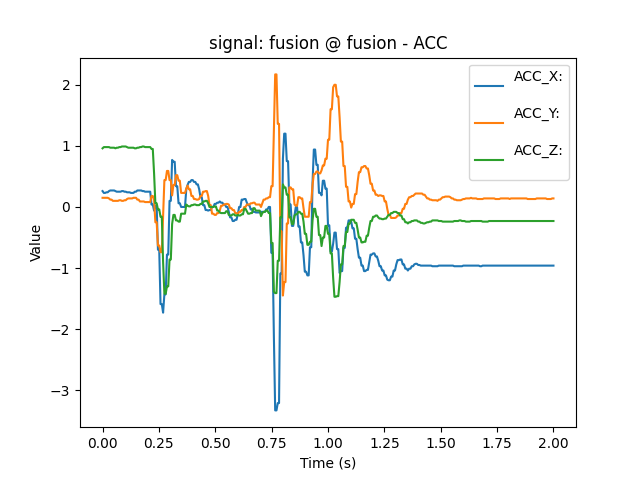 signal: fusion @ fusion - ACC
ACC_X:
ACC_Y:
ACC_Z:
Value
2
1
0
−1
−2
−3
0.00 0.25 0.50 0.75 1.00 1.25 1.50 1.75 2.00
Time (s)